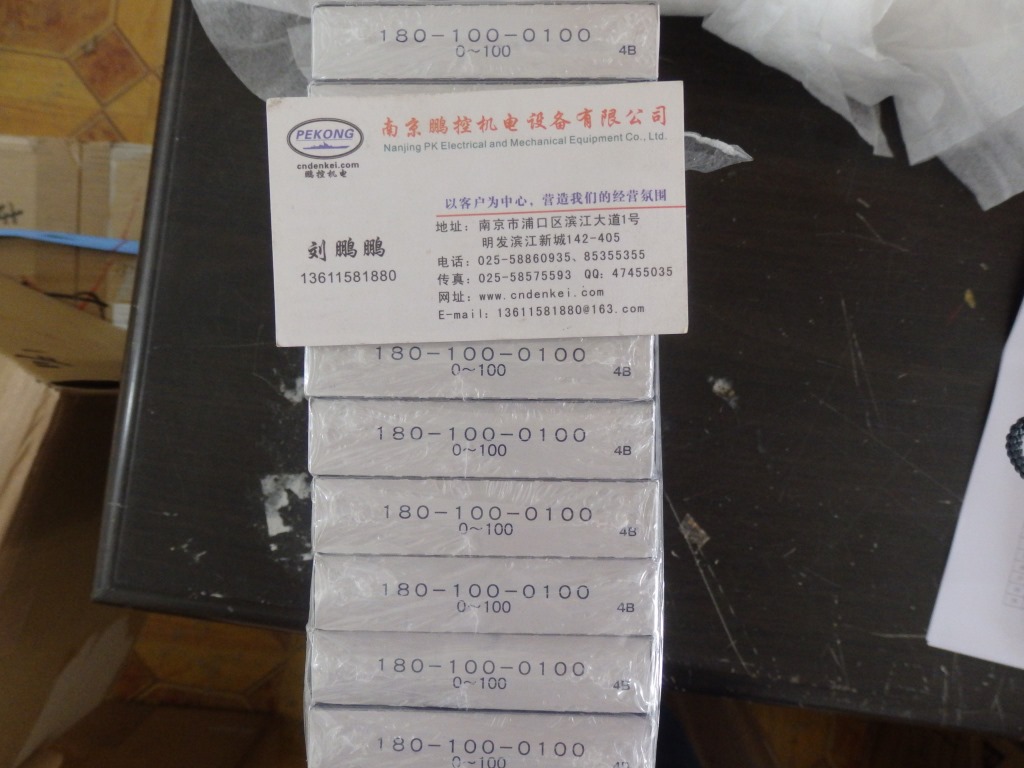 180-100-0100
0～100
4B
PEKONG
cndenkei.com
鹏控机电
南京鹏控机电设备有限公司
Nanjing PK Electrical and Mechanical Equipment Co., Ltd.
以客户为中心，营造我们的经营氛围
刘鹏鹏
13611581880
地址：南京市浦口区滨江大道1号
明发滨江新城142-405
电话：025-58860935、85355355
传真：025-58575593 QQ: 47455035
网址：www.cndenkei.com
E-mail: 13611581880@163.com
180-100-0100
0～100
4B
180-100-0100
0～100
4B
180-100-0100
0～100
4B
180-100-0100
0～100
4B
180-100-0100
0～100
4B
180-100-0100
0～100
4B